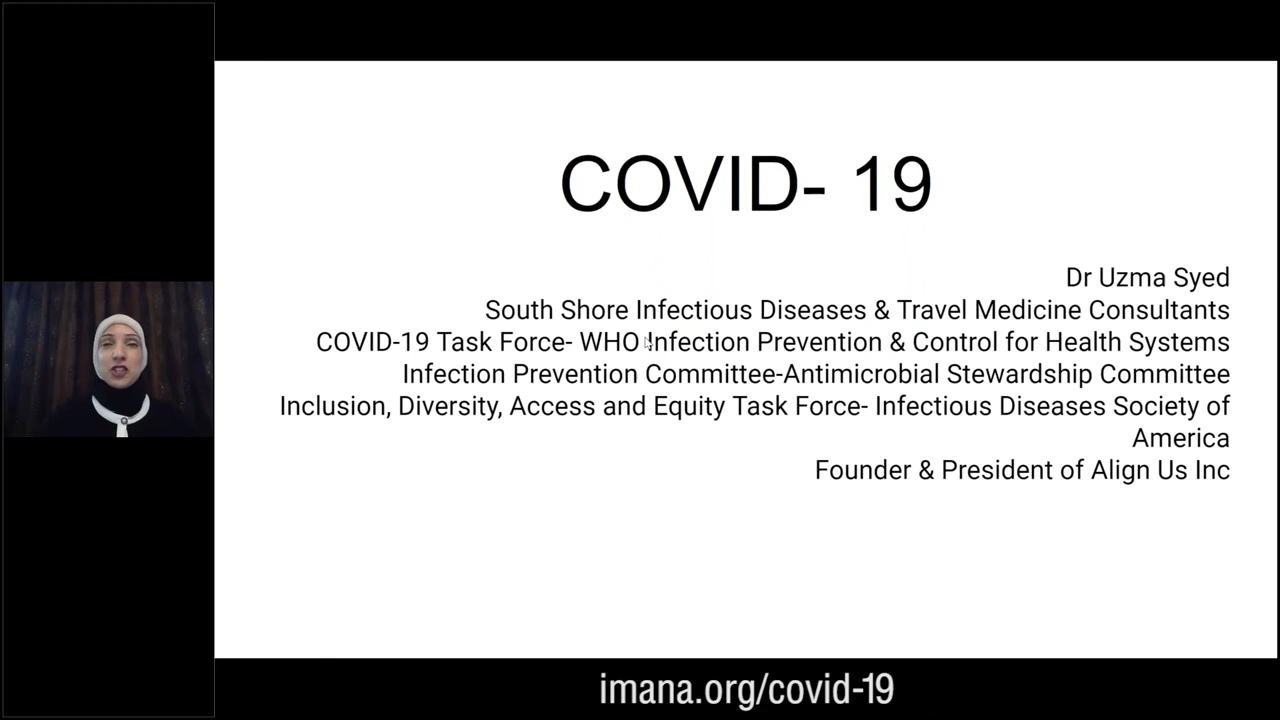 COVID- 19
Dr Uzma Syed
South Shore Infectious Diseases & Travel Medicine Consultants
COVID-19 Task Force- WHO Infection Prevention & Control for Health Systems
Infection Prevention Committee-Antimicrobial Stewardship Committee
Inclusion, Diversity, Access and Equity Task Force- Infectious Diseases Society of
America
Founder & President of Align Us Inc
imana.org/covid-19